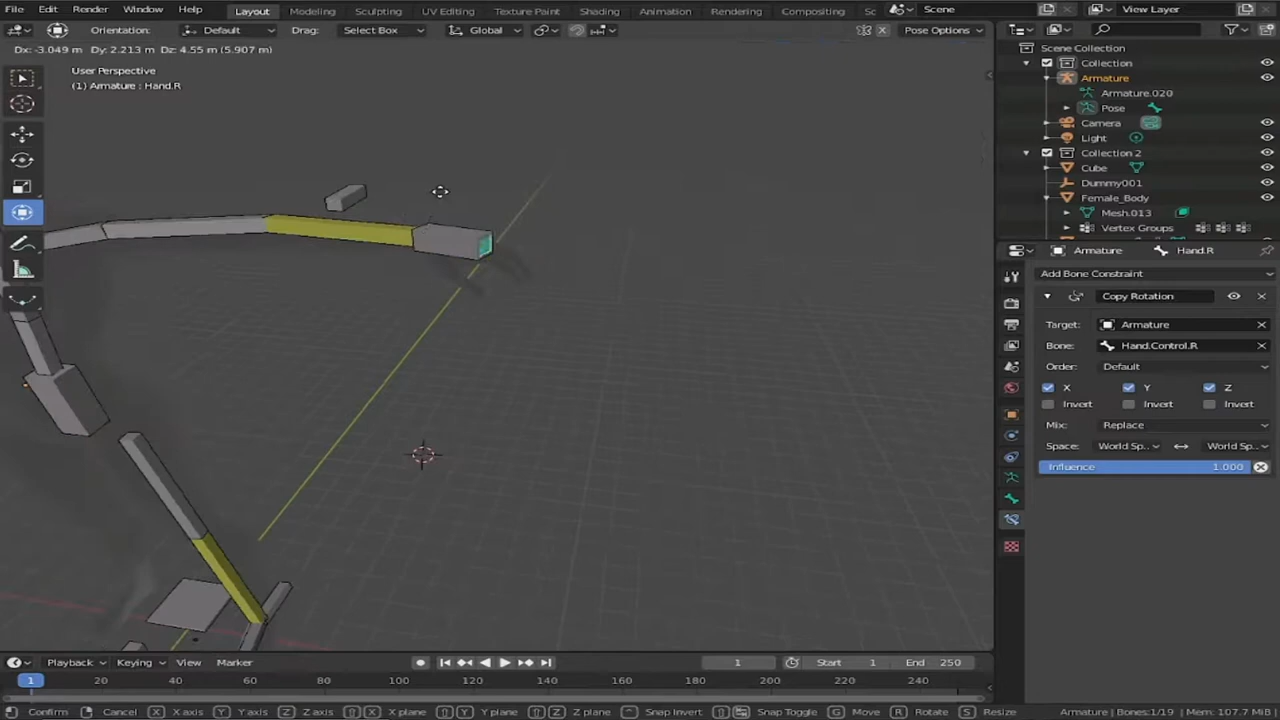 File Edit Render Window Help Layout Modeling Sculpting UV Editing Texture Paint Shading Animation Rendering Compositing Sc Scene View Layer
Orientation: Default Drag: Select Box Global Pose Options
Dx: -3.049 m Dy: 2.213 m Dz: 4.55 m (5.907 m)
User Perspective
(1) Armature : Hand.R
Scene Collection
Collection
Armature
Armature.020
Pose
Camera
Light
Collection 2
Cube
Dummy001
Female_Body
Mesh.013
Vertex Groups
Armature Hand.R
Add Bone Constraint
Copy Rotation
Target: Armature
Bone: Hand.Control.R
Order: Default
X Y Z
Invert Invert Invert
Mix: Replace
Space: World Sp.. World Sp..
Influence 1.000
Playback Keying View Marker 1 Start 1 End 250
1 20 40 60 80 100 120 140 160 180 200 220 240
Confirm Cancel X X axis Y Y axis Z Z axis X X plane Y Y plane Z Z plane Snap Invert Snap Toggle G Move R Rotate S Resize Armature | Bones:1/19 | Mem: 107.7 MiB